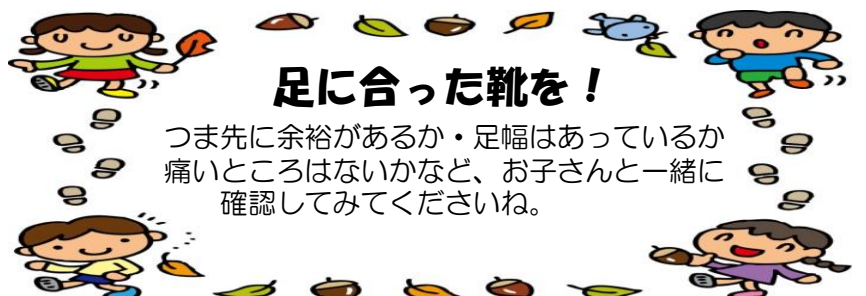 足に合った靴を！
つま先に余裕があるか・足幅はあっているか
痛いところはないかなど、お子さんと一緒に
確認してみてくださいね。